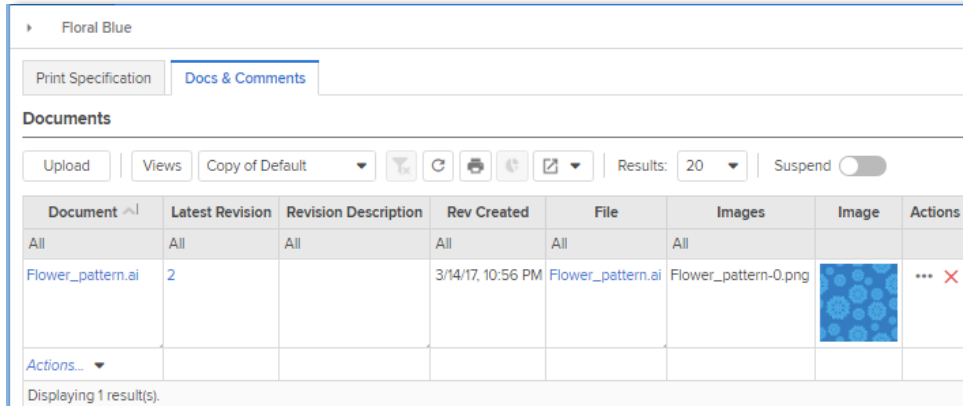 Floral Blue
Print Specification Docs & Comments
Documents
Upload Views Copy of Default Results: 20 Suspend
Document Latest Revision Revision Description Rev Created File Images Image Actions
All All All All All All
Flower_pattern.ai 2 3/14/17, 10:56 PM Flower_pattern.ai Flower_pattern-0.png
Actions...
Displaying 1 result(s).